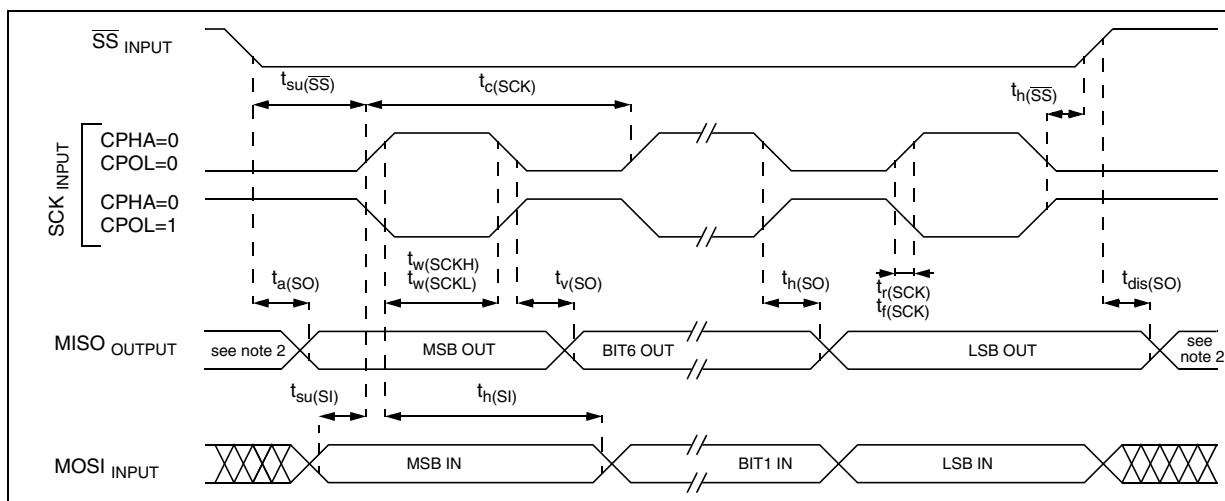 SS INPUT
tsu(SS)
tc(SCK)
th(SS)
SCK INPUT
CPHA=0
CPOL=0
CPHA=0
CPOL=1
ta(SO)
tw(SCKH)
tw(SCKL)
tv(SO)
th(SO)
tr(SCK)
tf(SCK)
tdis(SO)
MISO OUTPUT
see note 2
MSB OUT
BIT6 OUT
LSB OUT
see
note 2
tsu(SI)
th(SI)
MOSI INPUT
MSB IN
BIT1 IN
LSB IN